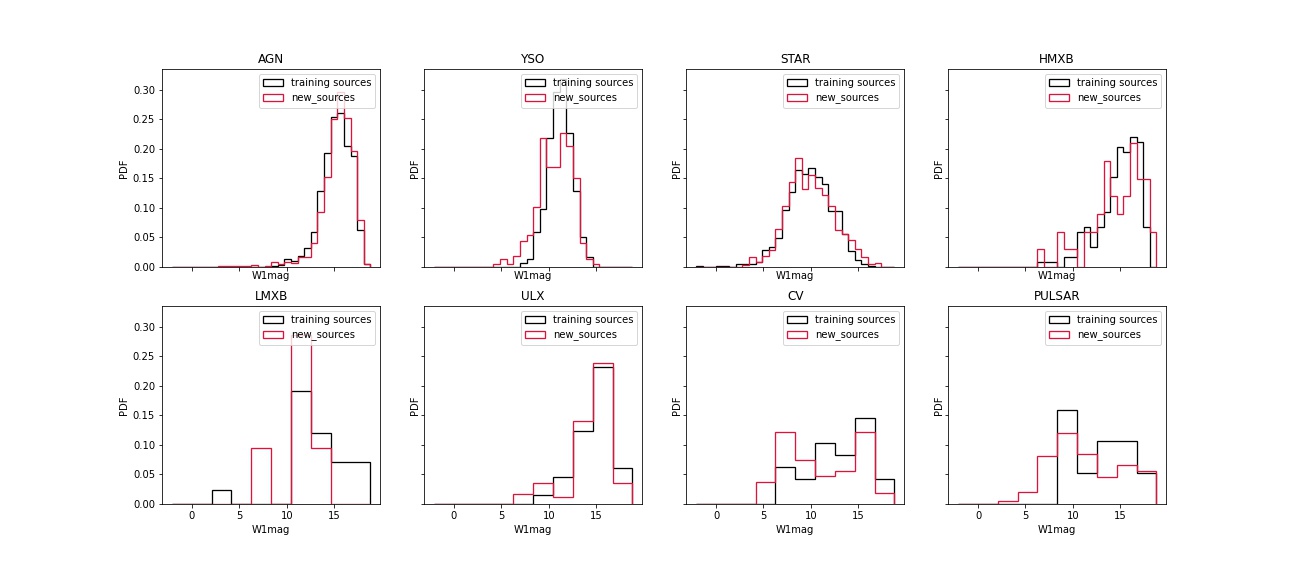 AGN
YSO
STAR
HMXB
training sources
new_sources
training sources
new_sources
training sources
new_sources
training sources
new_sources
0.30
0.25
0.20
0.15
0.10
0.05
0.00
PDF
PDF
PDF
PDF
W1mag
W1mag
W1mag
W1mag
LMXB
ULX
CV
PULSAR
training sources
new_sources
training sources
new_sources
training sources
new_sources
training sources
new_sources
0.30
0.25
0.20
0.15
0.10
0.05
0.00
PDF
PDF
PDF
PDF
0 5 10 15
0 5 10 15
0 5 10 15
0 5 10 15
W1mag
W1mag
W1mag
W1mag